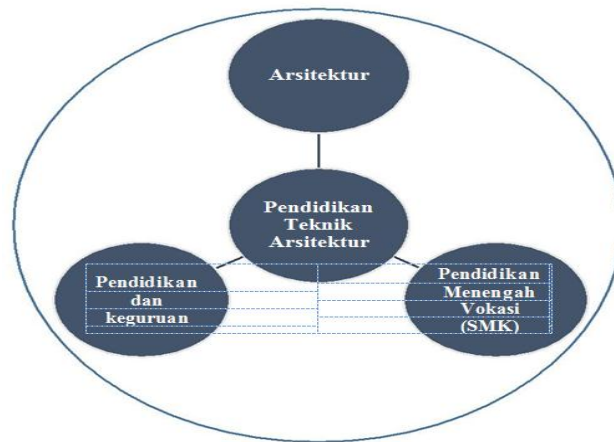 Arsitektur
Pendidikan
Teknik
Arsitektur
Pendidikan
dan
keguruan
Pendidikan
Menengah
Vokasi
(SMK)